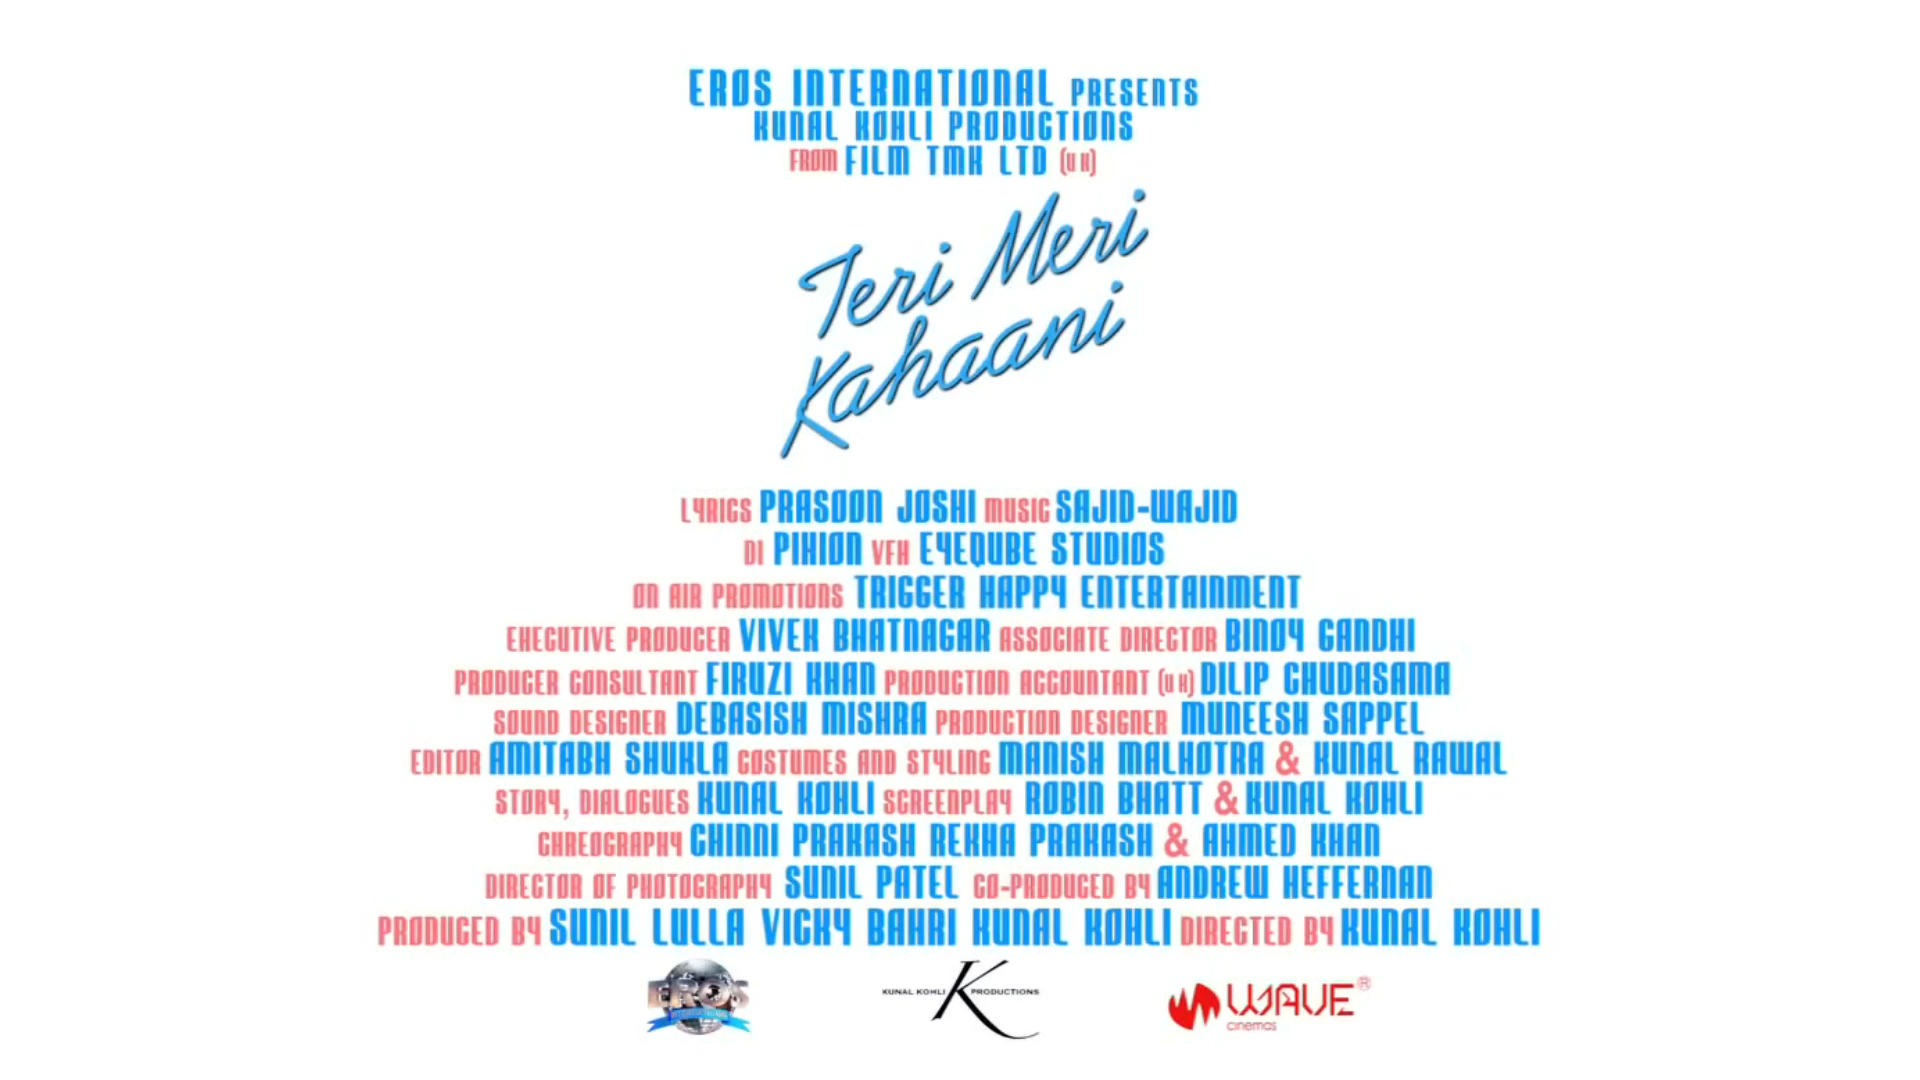 EROS INTERNATIONAL PRESENTS
KUNAL KOHLI PRODUCTIONS
FROM FILM TMK LTD (U K)
Teri Meri
Kahaani
LYRICS PRASOON JOSHI MUSIC SAJID-WAJID
DI PIXION VFX EYEQUBE STUDIOS
ON AIR PROMOTIONS TRIGGER HAPPY ENTERTAINMENT
EXECUTIVE PRODUCER VIVEK BHATNAGAR ASSOCIATE DIRECTOR BINOY GANDHI
PRODUCER CONSULTANT FIRUZI KHAN PRODUCTION ACCOUNTANT (U K) DILIP CHUDASAMA
SOUND DESIGNER DEBASISH MISHRA PRODUCTION DESIGNER MUNEESH SAPPEL
EDITOR AMITABH SHUKLA COSTUMES AND STYLING MANISH MALHOTRA & KUNAL RAWAL
STORY, DIALOGUES KUNAL KOHLI SCREENPLAY ROBIN BHATT & KUNAL KOHLI
CHREOGRAPHY CHINNI PRAKASH REKHA PRAKASH & AHMED KHAN
DIRECTOR OF PHOTOGRAPHY SUNIL PATEL CO-PRODUCED BY ANDREW HEFFERNAN
PRODUCED BY SUNIL LULLA VICKY BAHRI KUNAL KOHLI DIRECTED BY KUNAL KOHLI
EROS
KUNAL KOHLI K PRODUCTIONS
WAVE ®
cinemas